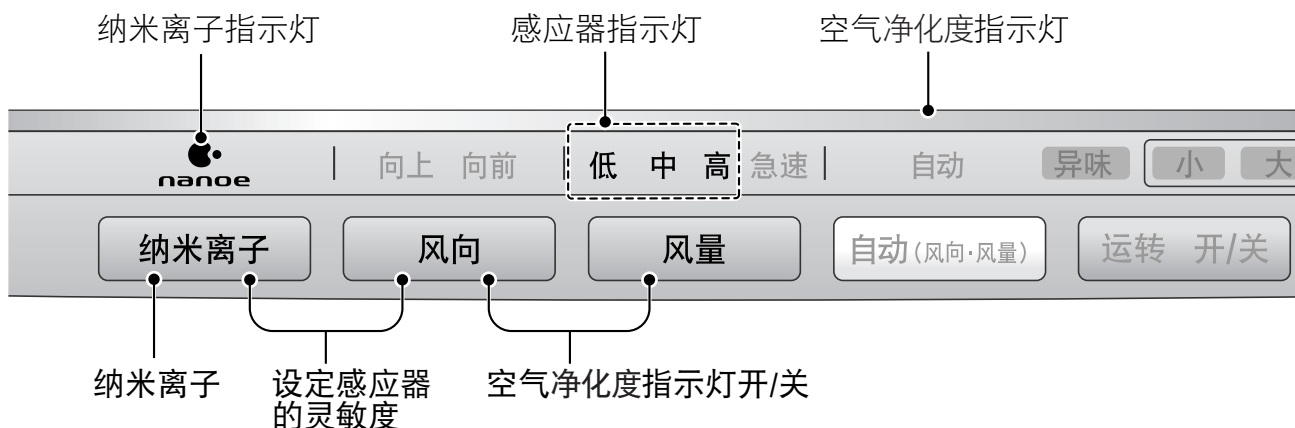 纳米离子指示灯 感应器指示灯 空气净化度指示灯
nanoe 向上 向前 低 中 高 急速 自动 异味 小 大
纳米离子 风向 风量 自动(风向·风量) 运转 开/关
纳米离子 设定感应器 空气净化度指示灯开/关
的灵敏度